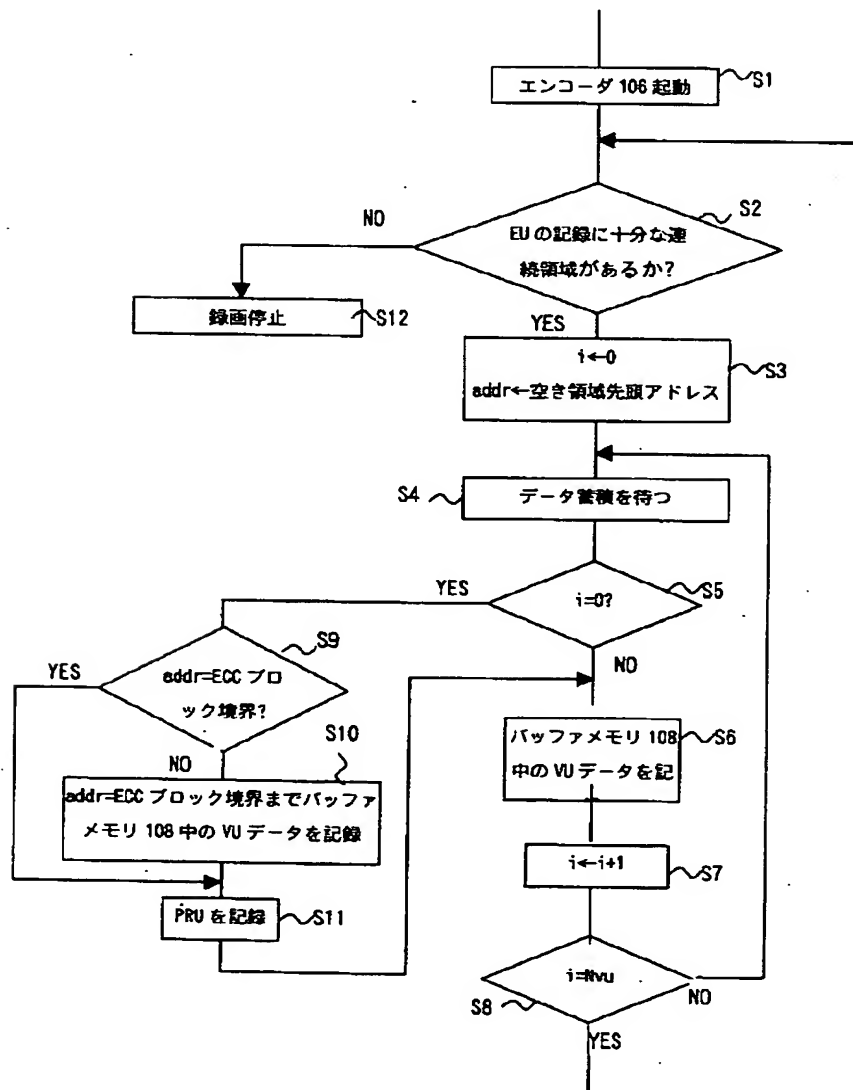 エンコーダ 106 起動
S1
S2
NO
EU の記録に十分な連
続領域があるか?
録画停止
S12
YES
i←0
addr←空き領域先頭アドレス
S3
S4
データ蓄積を待つ
YES
i=0?
S5
S9
YES
addr=ECC ブロ
ック境界?
NO
NO
S10
バッファメモリ 108
中の VU データを記
S6
addr=ECC ブロック境界までバッファ
メモリ 108 中の VU データを記録
i←i+1
S7
PRU を記録
S11
i=Nvu
NO
S8
YES